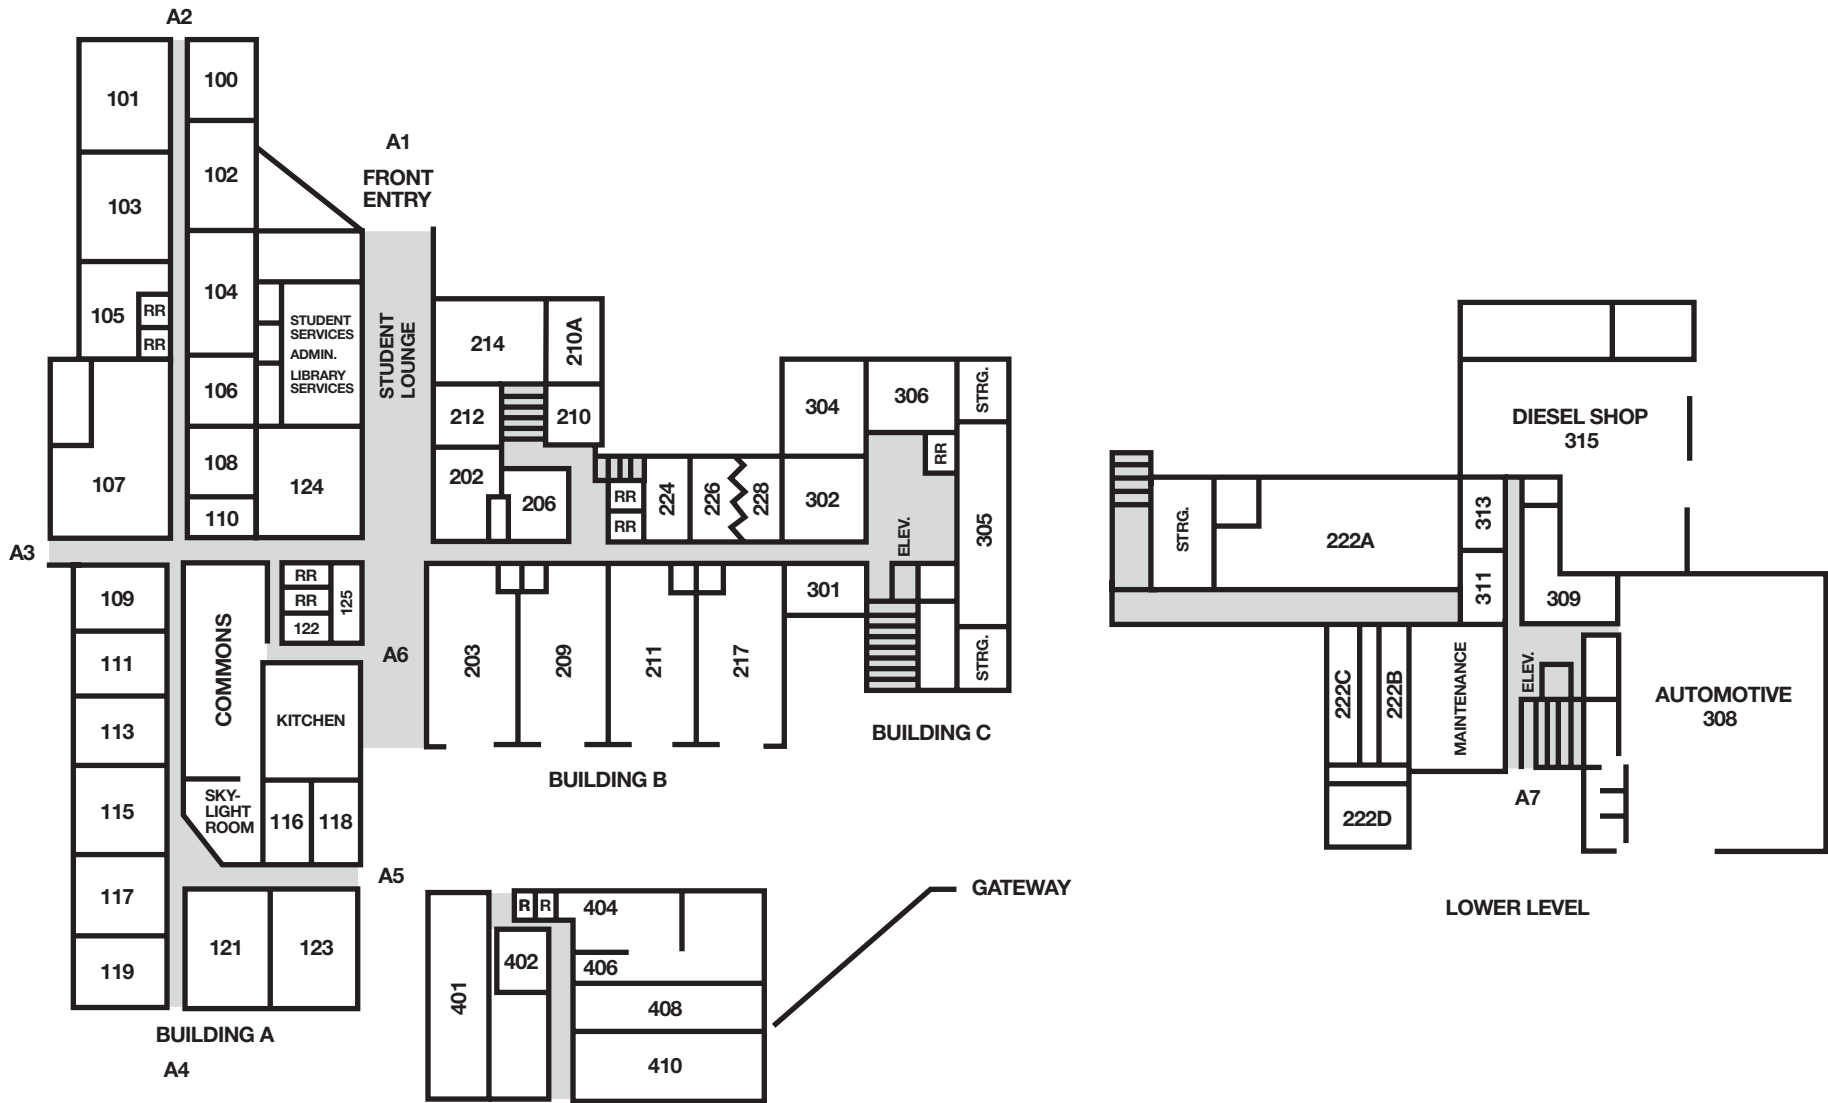 A2
101
100
102
103
104
105
RR
RR
106
107
108
110
124
STUDENT
SERVICES
ADMIN.
LIBRARY
SERVICES
A1
FRONT
ENTRY
STUDENT
LOUNGE
A3
109
111
113
115
117
119
COMMONS
RR
RR
122
125
KITCHEN
SKY-
LIGHT
ROOM
116
118
121
123
A5
A6
BUILDING A
A4
214
210A
212
210
202
206
RR
RR
224
226
228
203
209
211
217
BUILDING B
304
306
STRG.
RR
302
ELEV.
305
301
STRG.
BUILDING C
R
R
404
402
406
401
408
410
GATEWAY
DIESEL SHOP
315
STRG.
222A
313
311
309
222C
222B
MAINTENANCE
ELEV.
AUTOMOTIVE
308
222D
A7
LOWER LEVEL